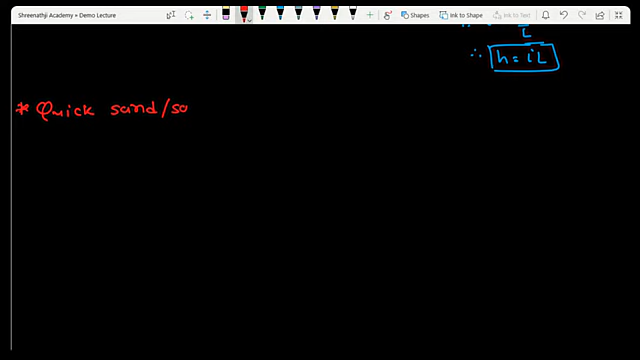 Shreenathji Academy • Demo Lecture
Shapes
Ink to Shape
Ink to Text
L
∴ h = iL
* Quick sand/so